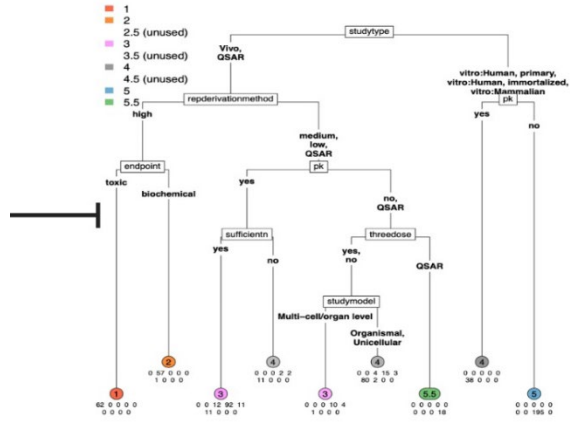 1
2
2.5 (unused)
3
3.5 (unused)
4
4.5 (unused)
5
5.5
studytype
Vivo,
QSAR
vitro:Human, primary,
vitro:Human, immortalized,
vitro:Mammalian
repderivationmethod
pk
high
medium,
low,
QSAR
yes
no
endpoint
pk
toxic
biochemical
yes
no,
QSAR
sufficientn
threedose
yes
no
yes,
no
QSAR
studymodel
Multi-cell/organ level
Organismal,
Unicellular
2
4
4
4
0 57 0 0 0
1 0 0 0
0 0 0 2 2
11 0 0 0
0 0 4 15 3
80 2 0 0
0 0 0 0 0
38 0 0 0
1
3
3
5.5
5
62 0 0 0 0
0 0 0 0
0 0 12 92 11
11 0 0 0
0 0 0 10 4
1 0 0 0
0 0 0 0 0
0 0 0 18
0 0 0 0 0
0 0 195 0